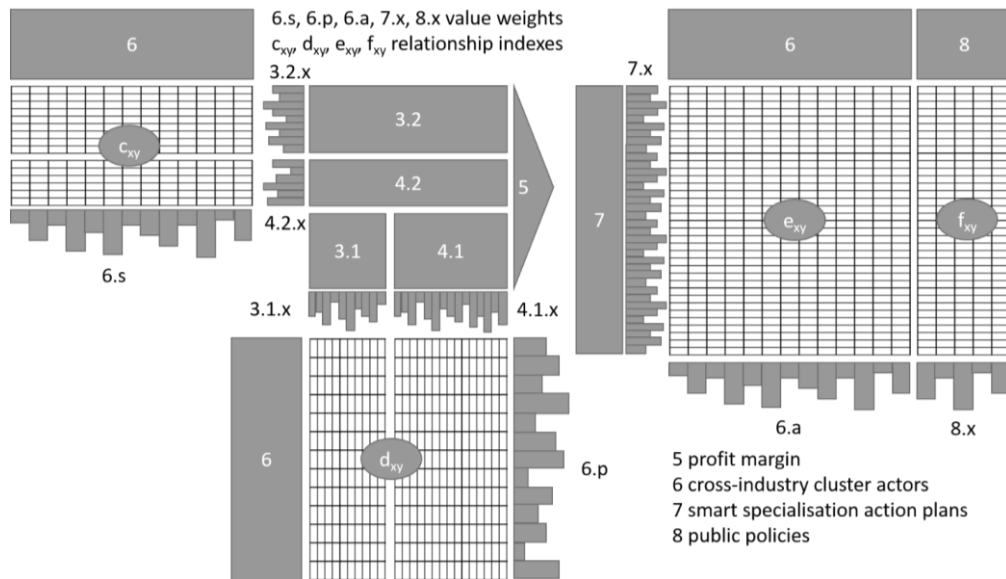 6
6.s, 6.p, 6.a, 7.x, 8.x value weights
c_xy, d_xy, e_xy, f_xy relationship indexes
6
8
3.2.x
7.x
c_xy
3.2
4.2
5
7
e_xy
f_xy
4.2.x
6.s
3.1
4.1
3.1.x
4.1.x
6
d_xy
6.p
6.a
8.x
5 profit margin
6 cross-industry cluster actors
7 smart specialisation action plans
8 public policies